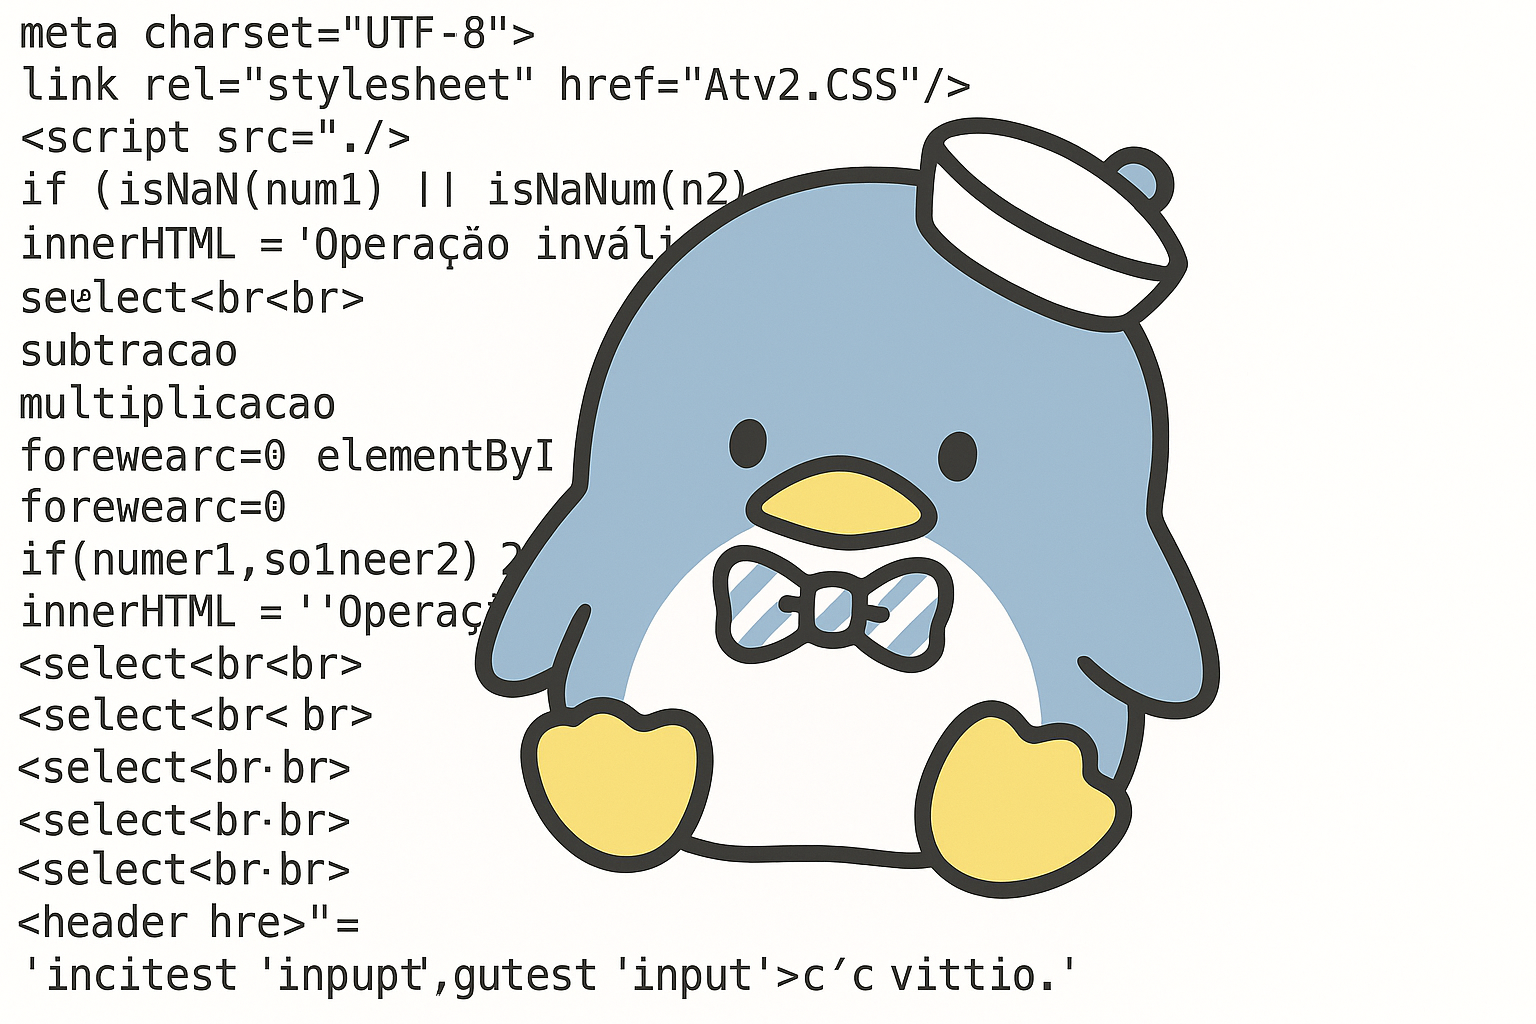 meta charset="UTF-8">
link rel="stylesheet" href="Atv2.CSS"/>
<script src="./>
if (isNaN(num1) || isNaNum(n2)
innerHTML = 'Operação inváli
lect<br<br>
subtracao
multiplicacao
forewearc=0 elementByI
forewearc=0
if(numer1,so1neer2) 2
innerHTML = ''Operaç
<select<br<br>
<select<br< br>
<select<br·br>
<select<br·br>
<select<br·br>
<header hre>"=
'incitest 'inpupt',gutest 'input'>c′c vittio.'